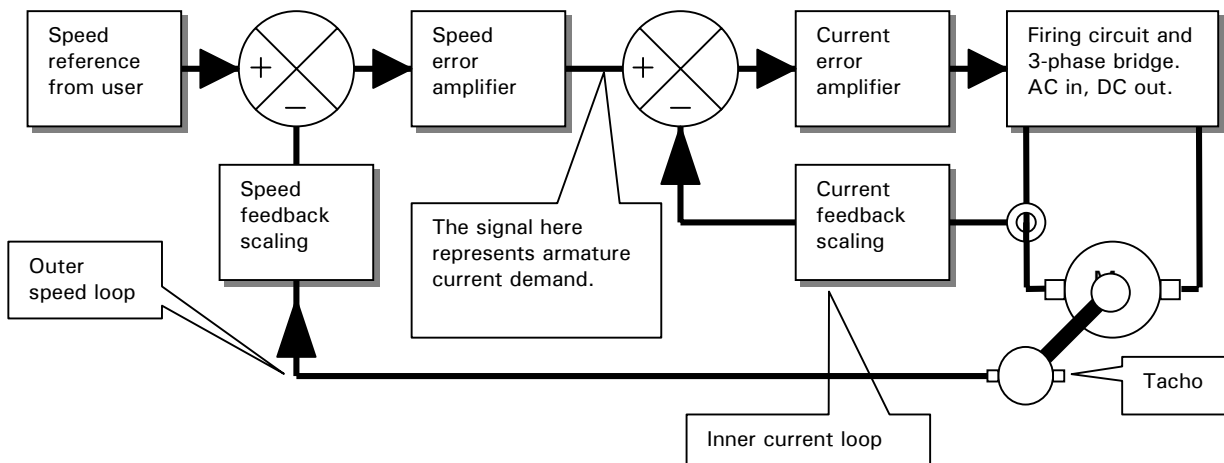 Speed
reference
from user
+
−
Speed
error
amplifier
+
−
Current
error
amplifier
Firing circuit and
3-phase bridge.
AC in, DC out.
Speed
feedback
scaling
The signal here
represents armature
current demand.
Current
feedback
scaling
Outer
speed loop
Tacho
Inner current loop